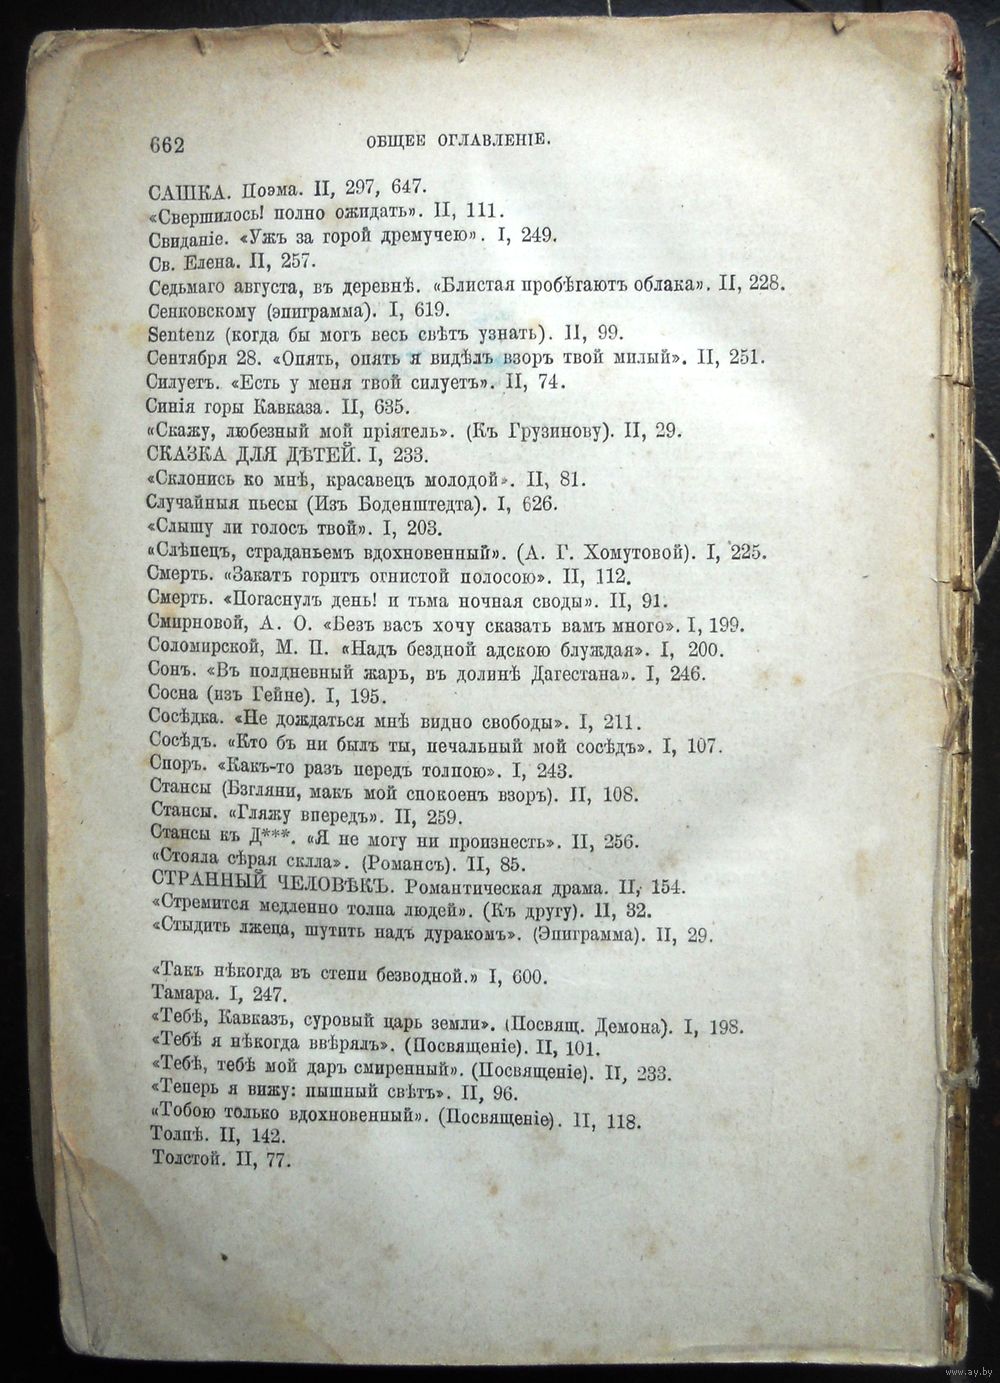 662
ОБЩЕЕ ОГЛАВЛЕНІЕ.
САШКА. Поэма. II, 297, 647.
«Свершилось! полно ожидать». II, 111.
Свиданіе. «Ужъ за горой дремучею». I, 249.
Св. Елена. II, 257.
Седьмаго августа, въ деревнѣ. «Блистая пробѣгаютъ облака». II, 228.
Сенковскому (эпиграмма). I, 619.
Sentenz (когда бы могъ весь свѣтъ узнать). II, 99.
Сентября 28. «Опять, опять я видѣлъ взоръ твой милый». II, 251.
Силуетъ. «Есть у меня твой силуетъ». II, 74.
Синія горы Кавказа. II, 635.
«Скажу, любезный мой пріятель». (Къ Грузинову). II, 29.
СКАЗКА ДЛЯ ДѢТЕЙ. I, 233.
«Склонись ко мнѣ, красавецъ молодой». II, 81.
Случайныя пьесы (Изъ Боденштедта). I, 626.
«Слышу ли голосъ твой». I, 203.
«Слѣпецъ, страданьемъ вдохновенный». (А. Г. Хомутовой). I, 225.
Смерть. «Закатъ горитъ огнистой полосою». II, 112.
Смерть. «Погаснулъ день! и тьма ночная своды». II, 91.
Смирновой, А. О. «Безъ васъ хочу сказать вамъ много». I, 199.
Соломирской, М. П. «Надъ бездной адскою блуждая». I, 200.
Сонъ. «Въ полдневный жаръ, въ долинѣ Дагестана». I, 246.
Сосна (изъ Гейне). I, 195.
Сосѣдка. «Не дождаться мнѣ видно свободы». I, 211.
Сосѣдъ. «Кто бъ ни былъ ты, печальный мой сосѣдъ». I, 107.
Споръ. «Какъ-то разъ передъ толпою». I, 243.
Стансы (Взгляни, макъ мой спокоенъ взоръ). II, 108.
Стансы. «Гляжу впередъ». II, 259.
Стансы къ Д***. «Я не могу ни произнесть». II, 256.
«Стояла сѣрая склла». (Романсъ). II, 85.
СТРАННЫЙ ЧЕЛОВѢКЪ. Романтическая драма. II, 154.
«Стремится медленно толпа людей». (Къ другу). II, 32.
«Стыдить лжеца, шутить надъ дуракомъ». (Эпиграмма). II, 29.
«Такъ нѣкогда въ степи безводной.» I, 600.
Тамара. I, 247.
«Тебѣ, Кавказъ, суровый царь земли». (Посвящ. Демона). I, 198.
«Тебѣ я нѣкогда ввѣрялъ». (Посвященіе). II, 101.
«Тебѣ, тебѣ мой даръ смиренный». (Посвященіе). II, 233.
«Теперь я вижу: пышный свѣтъ». II, 96.
«Тобою только вдохновенный». (Посвященіе). II, 118.
Толпѣ. II, 142.
Толстой. II, 77.
www.ay.by